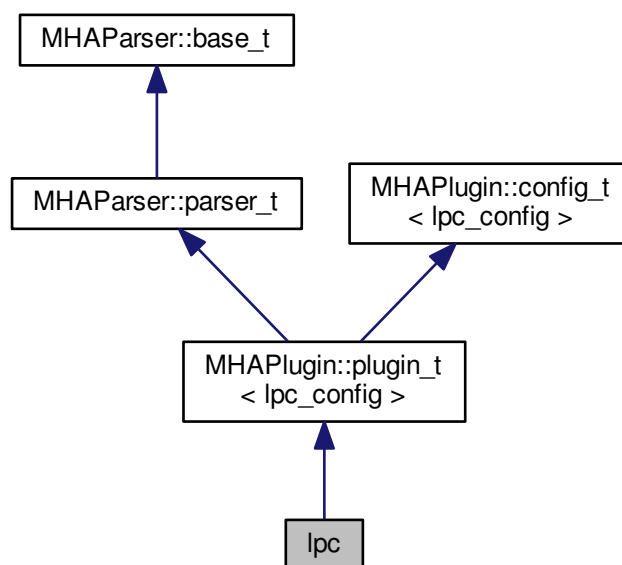 MHAParser::base_t
MHAParser::parser_t
MHAPlugin::config_t
< lpc_config >
MHAPlugin::plugin_t
< lpc_config >
lpc